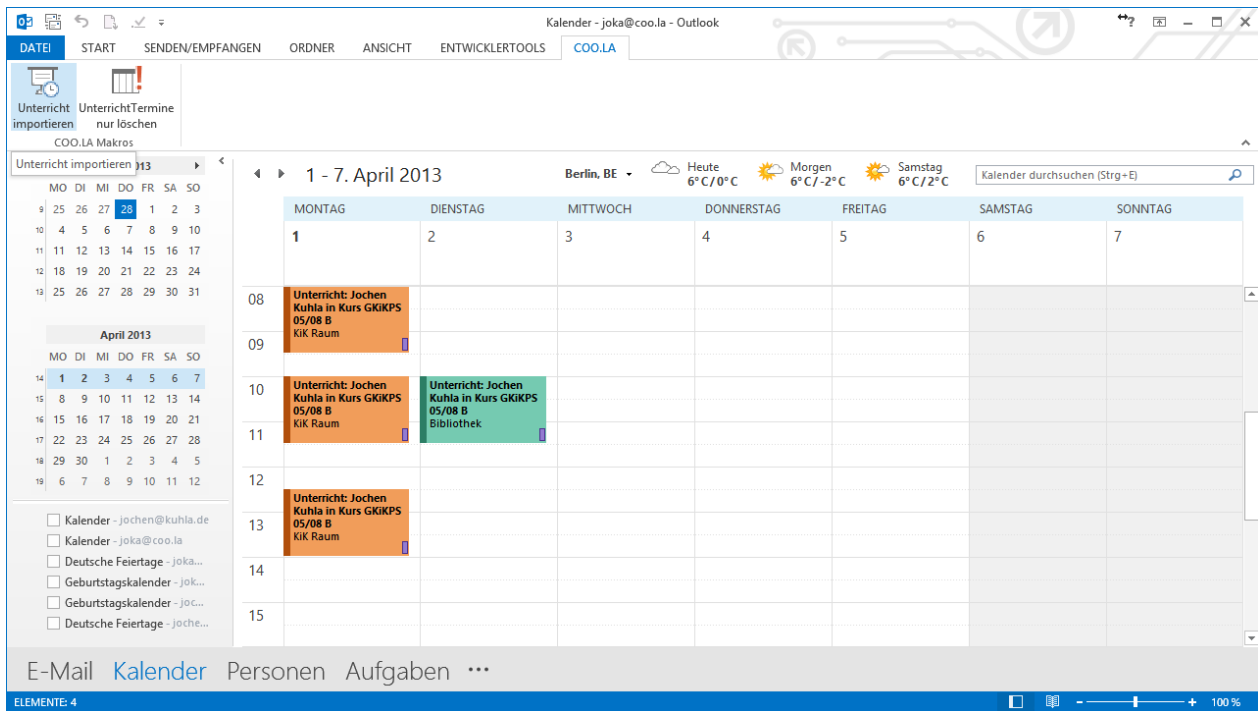 Kalender - joka@coo.la - Outlook
DATEI START SENDEN/EMPFANGEN ORDNER ANSICHT ENTWICKLERTOOLS COO.LA
Unterricht importieren
UnterrichtTermine nur löschen
COO.LA Makros
Unterricht importieren
013
MO DI MI DO FR SA SO
9 25 26 27 28 1 2 3
10 4 5 6 7 8 9 10
11 11 12 13 14 15 16 17
12 18 19 20 21 22 23 24
13 25 26 27 28 29 30 31
April 2013
MO DI MI DO FR SA SO
14 1 2 3 4 5 6 7
15 8 9 10 11 12 13 14
16 15 16 17 18 19 20 21
17 22 23 24 25 26 27 28
18 29 30 1 2 3 4 5
19 6 7 8 9 10 11 12
Kalender - jochen@kuhla.de
Kalender - joka@coo.la
Deutsche Feiertage - joka...
Geburtstagskalender - jok...
Geburtstagskalender - joc...
Deutsche Feiertage - joche...
1 - 7. April 2013
Berlin, BE
Heute
6°C/0°C
Morgen
6°C/-2°C
Samstag
6°C/2°C
Kalender durchsuchen (Strg+E)
MONTAG DIENSTAG MITTWOCH DONNERSTAG FREITAG SAMSTAG SONNTAG
1 2 3 4 5 6 7
08
Unterricht: Jochen
Kuhla in Kurs GKiKPS
05/08 B
KiK Raum
09
10
Unterricht: Jochen
Kuhla in Kurs GKiKPS
05/08 B
KiK Raum
Unterricht: Jochen
Kuhla in Kurs GKiKPS
05/08 B
Bibliothek
11
12
Unterricht: Jochen
Kuhla in Kurs GKiKPS
05/08 B
KiK Raum
13
14
15
E-Mail Kalender Personen Aufgaben ...
ELEMENTE: 4
100 %